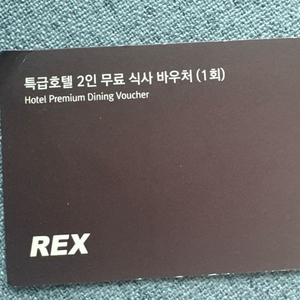 특급호텔 2인 무료 식사 바우처 (1회)
Hotel Premium Dining Voucher
REX